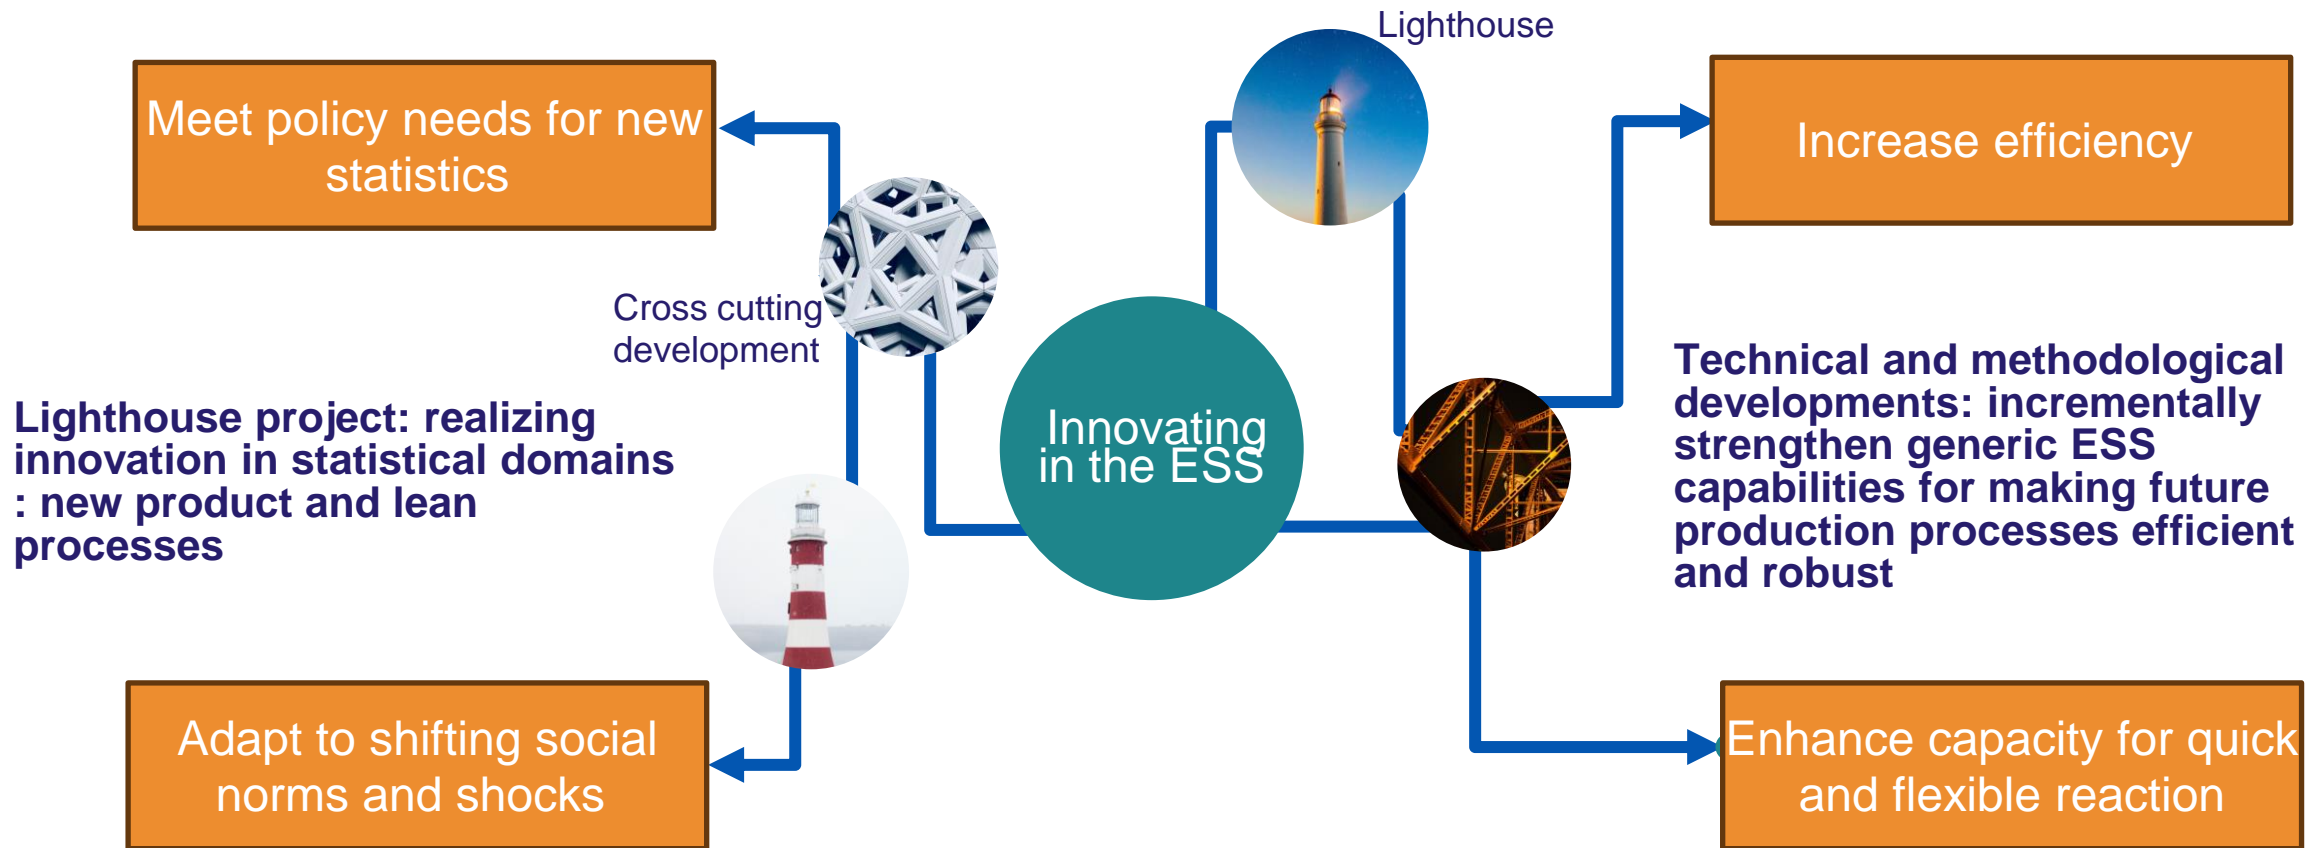 Lighthouse
Meet policy needs for new
statistics
Increase efficiency
Cross cutting
development
Lighthouse project: realizing
innovation in statistical domains
: new product and lean
processes
Innovating
in the ESS
Technical and methodological
developments: incrementally
strengthen generic ESS
capabilities for making future
production processes efficient
and robust
Adapt to shifting social
norms and shocks
Enhance capacity for quick
and flexible reaction